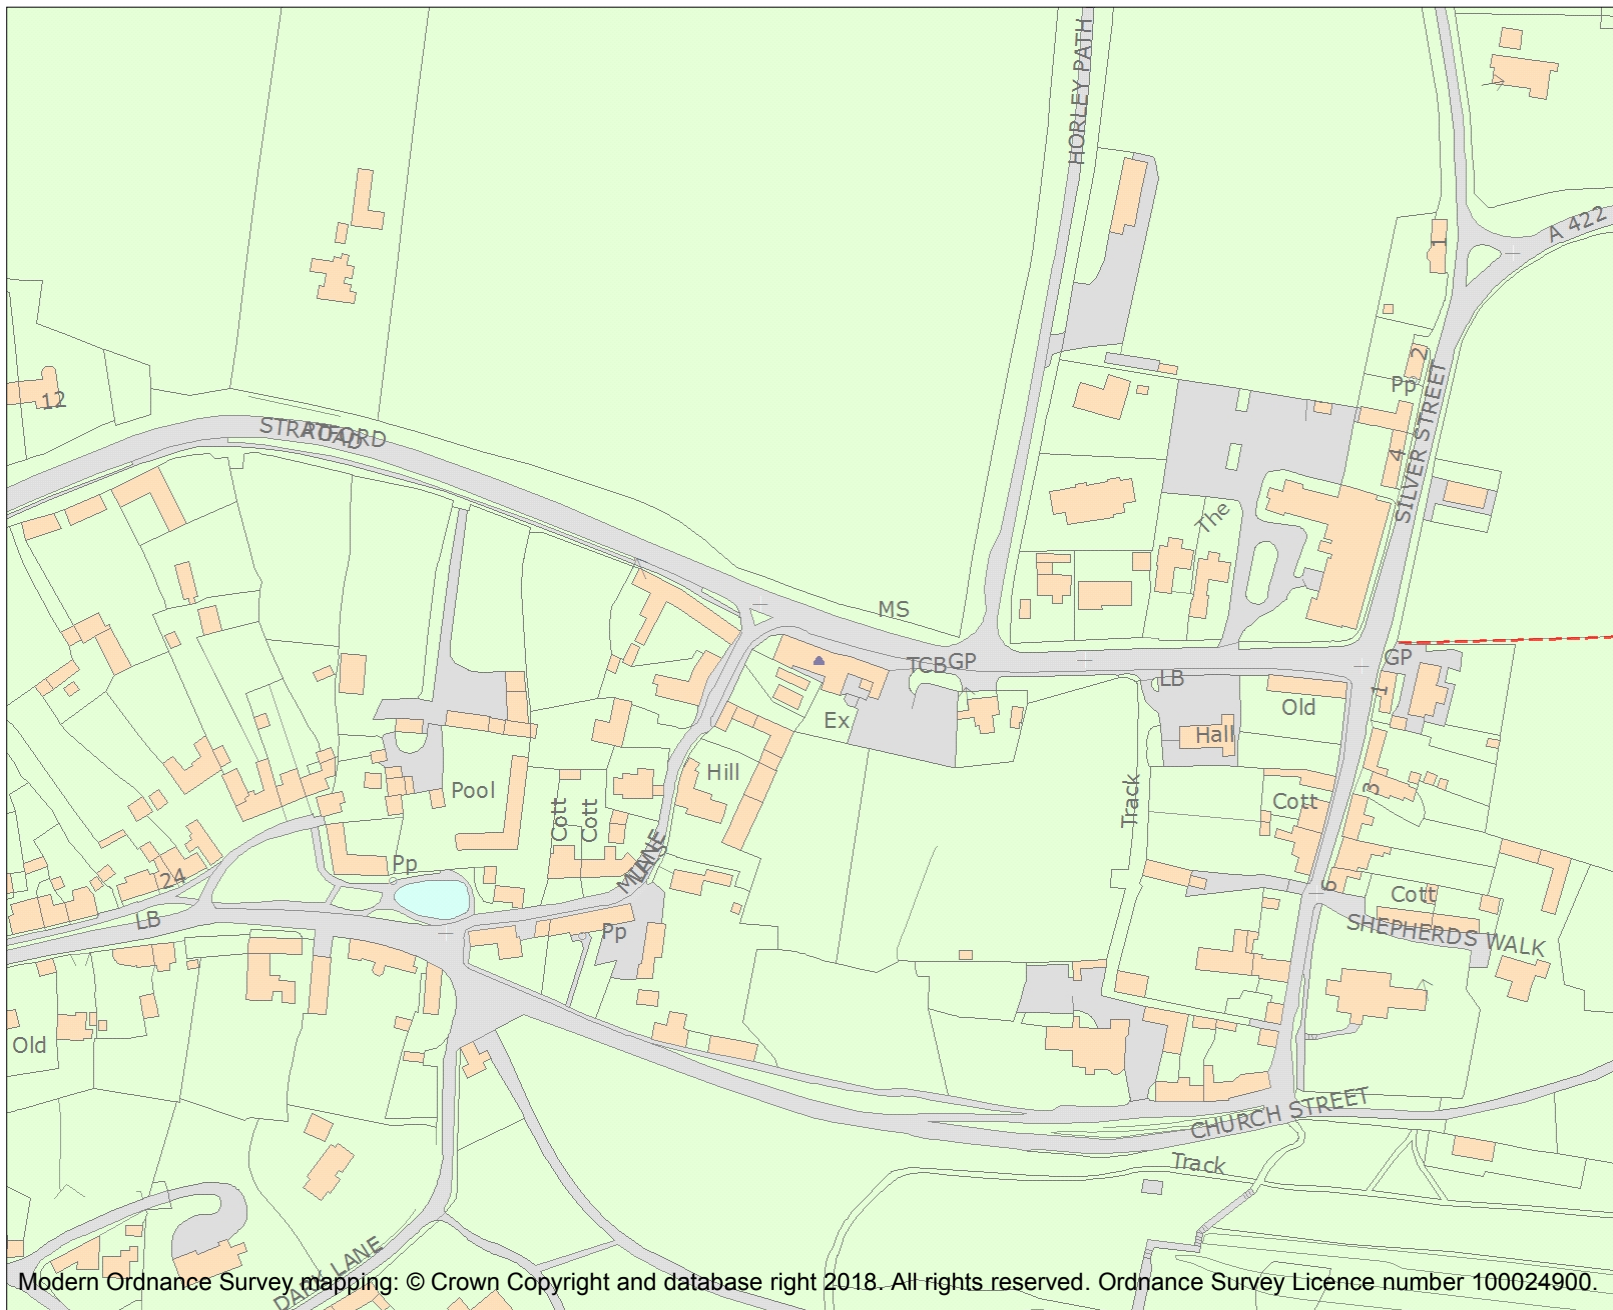 HORLEY PATH
A 422
1
2
Pp
SILVER STREET
12
STRATFORD
ROAD
4
The
MS
TCB
GP
GP
LB
1
Old
Ex
Hall
Hill
Pool
Cott
Cott
Track
3
Cott
MILL
LANE
Pp
24
6
Cott
LB
Pp
SHEPHERDS WALK
Old
CHURCH STREET
Track
DARK LANE
Modern Ordnance Survey mapping: © Crown Copyright and database right 2018. All rights reserved. Ordnance Survey Licence number 100024900.